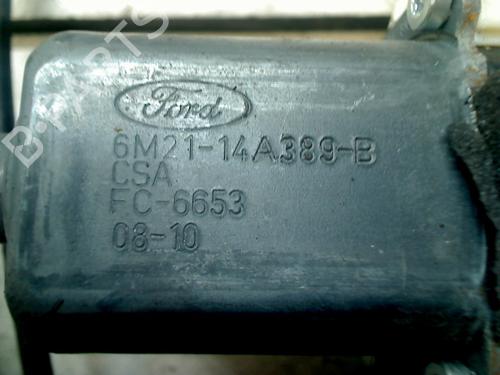 Ford
6M21-14A389-B
CSA
FC-6653
08-10
B-PARTS